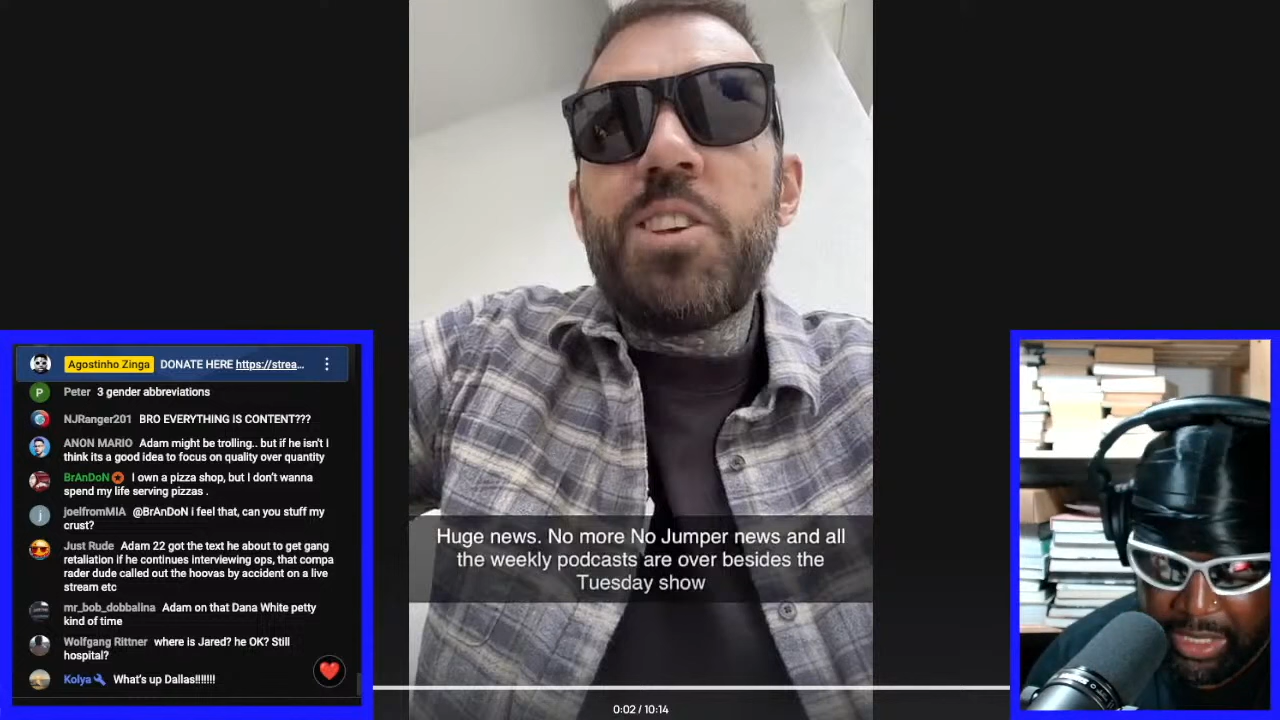 Agostinho Zinga DONATE HERE https://strea...
P Peter 3 gender abbreviations
NJRanger201 BRO EVERYTHING IS CONTENT???
ANON MARIO Adam might be trolling.. but if he isn't I
think its a good idea to focus on quality over quantity
BrAnDoN I own a pizza shop, but I don't wanna
spend my life serving pizzas .
j joelfromMIA @BrAnDoN i feel that, can you stuff my
crust?
Just Rude Adam 22 got the text he about to get gang
retaliation if he continues interviewing ops, that compa
rader dude called out the hoovas by accident on a live
stream etc
mr_bob_dobbalina Adam on that Dana White petty
kind of time
Wolfgang Rittner where is Jared? he OK? Still
hospital?
Kolya What's up Dallas!!!!!!!
Huge news. No more No Jumper news and all
the weekly podcasts are over besides the
Tuesday show
0:02 / 10:14